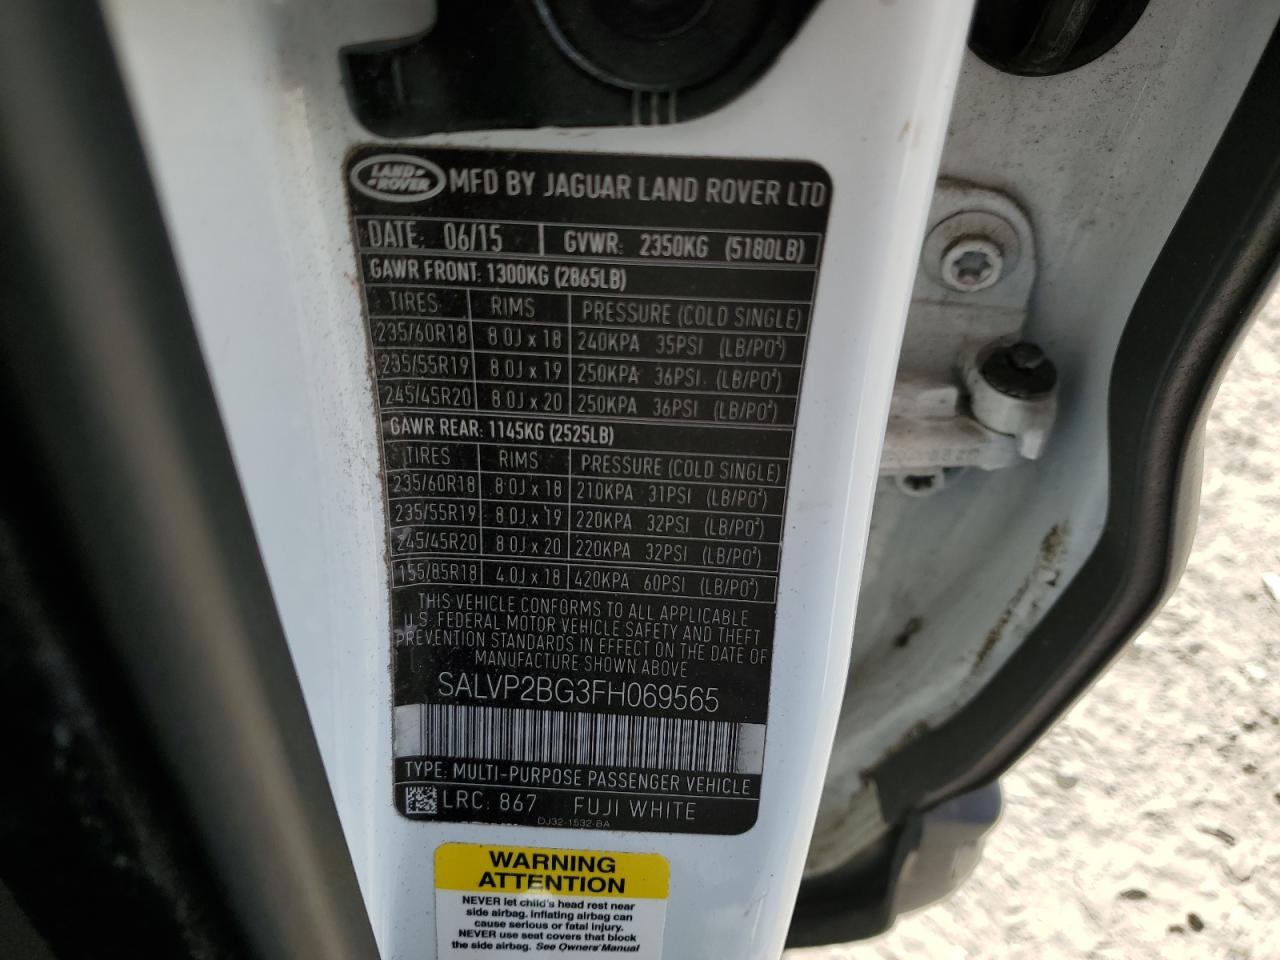 LAND ROVER MFD BY JAGUAR LAND ROVER LTD
DATE: 06/15 GVWR: 2350KG (5180LB)
GAWR FRONT: 1300KG (2865LB)
TIRES RIMS PRESSURE (COLD SINGLE)
235/60R18 8.0J x 18 240KPA 35PSI (LB/PO²)
235/55R19 8.0J x 19 250KPA 36PSI (LB/PO²)
245/45R20 8.0J x 20 250KPA 36PSI (LB/PO²)
GAWR REAR: 1145KG (2525LB)
TIRES RIMS PRESSURE (COLD SINGLE)
235/60R18 8.0J x 18 210KPA 31PSI (LB/PO²)
235/55R19 8.0J x 19 220KPA 32PSI (LB/PO²)
245/45R20 8.0J x 20 220KPA 32PSI (LB/PO²)
155/85R18 4.0J x 18 420KPA 60PSI (LB/PO²)
THIS VEHICLE CONFORMS TO ALL APPLICABLE
U.S. FEDERAL MOTOR VEHICLE SAFETY AND THEFT
PREVENTION STANDARDS IN EFFECT ON THE DATE OF
MANUFACTURE SHOWN ABOVE
SALVP2BG3FH069565
TYPE: MULTI-PURPOSE PASSENGER VEHICLE
LRC: 867 FUJI WHITE
DJ32-1532-BA
WARNING
ATTENTION
NEVER let child's head rest near
side airbag. inflating airbag can
cause serious or fatal injury.
NEVER use seat covers that block
the side airbag. See Owners' Manual